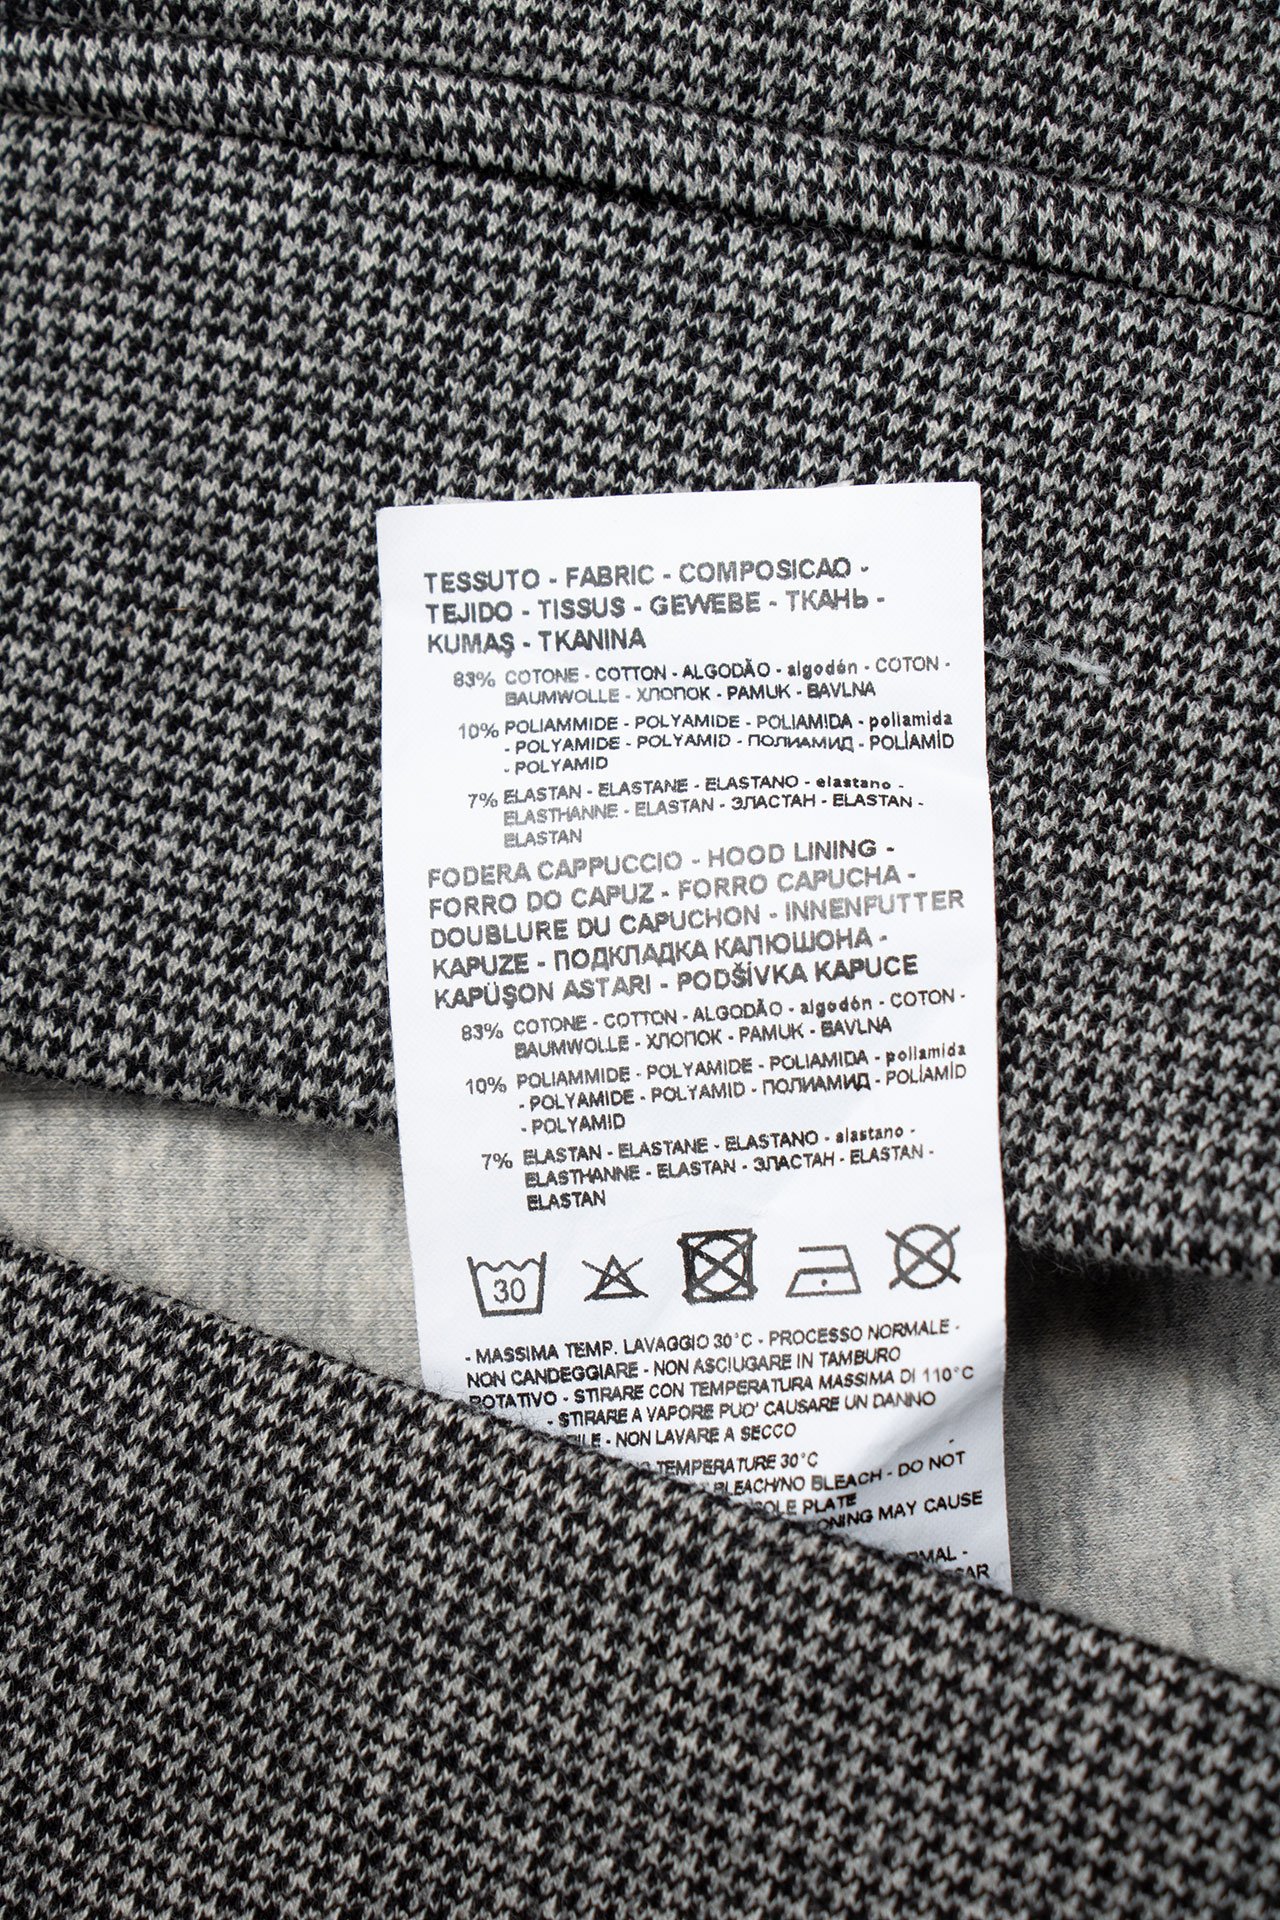 TESSUTO - FABRIC - COMPOSICAO -
TEJIDO - TISSUS - GEWEBE - ТКАНЬ -
KUMAŞ - TKANINA
83% COTONE - COTTON - ALGODÃO - algodón - COTON -
BAUMWOLLE - ХЛОПОК - PAMUK - BAVLNA
10% POLIAMMIDE - POLYAMIDE - POLIAMIDA - poliamida
- POLYAMIDE - POLYAMID - ПОЛИАМИД - POLİAMİD
- POLYAMID
7% ELASTAN - ELASTANE - ELASTANO - elastano -
ELASTHANNE - ELASTAN - ЭЛАСТАН - ELASTAN -
ELASTAN
FODERA CAPPUCCIO - HOOD LINING -
FORRO DO CAPUZ - FORRO CAPUCHA -
DOUBLURE DU CAPUCHON - INNENFUTTER
KAPUZE - ПОДКЛАДКА КАПЮШОНА -
KAPÜŞON ASTARI - PODŠÍVKA KAPUCE
83% COTONE - COTTON - ALGODÃO - algodón - COTON -
BAUMWOLLE - ХЛОПОК - PAMUK - BAVLNA
10% POLIAMMIDE - POLYAMIDE - POLIAMIDA - poliamida
- POLYAMIDE - POLYAMID - ПОЛИАМИД - POLİAMİD
- POLYAMID
7% ELASTAN - ELASTANE - ELASTANO - elastano -
ELASTHANNE - ELASTAN - ЭЛАСТАН - ELASTAN -
ELASTAN
30
- MASSIMA TEMP. LAVAGGIO 30°C - PROCESSO NORMALE -
NON CANDEGGIARE - NON ASCIUGARE IN TAMBURO
ROTATIVO - STIRARE CON TEMPERATURA MASSIMA DI 110°C
- STIRARE A VAPORE PUO' CAUSARE UN DANNO
- NON LAVARE A SECCO
-
TEMPERATURE 30°C
BLEACH/NO BLEACH - DO NOT
SOLE PLATE
MAY CAUSE